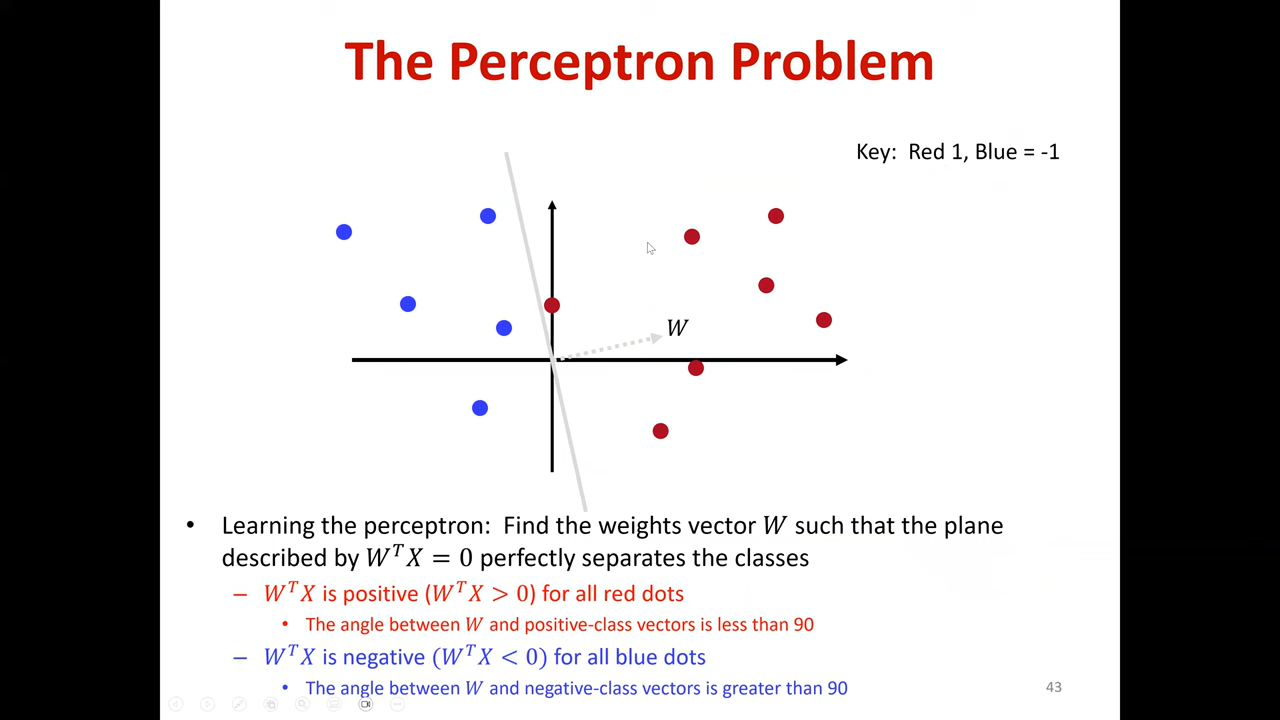 The Perceptron Problem
Key: Red 1, Blue = -1
W
• Learning the perceptron: Find the weights vector W such that the plane
described by WᵀX = 0 perfectly separates the classes
– WᵀX is positive (WᵀX > 0) for all red dots
• The angle between W and positive-class vectors is less than 90
– WᵀX is negative (WᵀX < 0) for all blue dots
• The angle between W and negative-class vectors is greater than 90
43